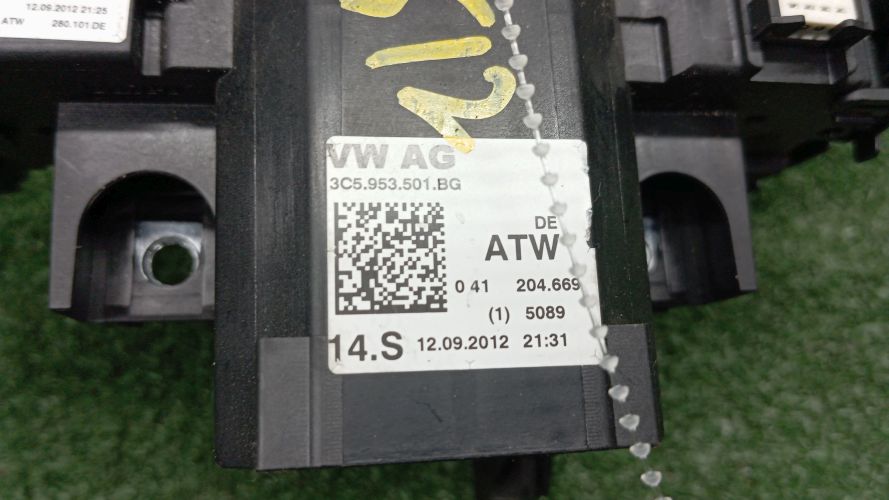 12.09.2012 21:25
ATW 280.101 DE
VW AG
3C5.953.501.BG
DE
ATW
0 41 204.669
(1) 5089
14.S 12.09.2012 21:31